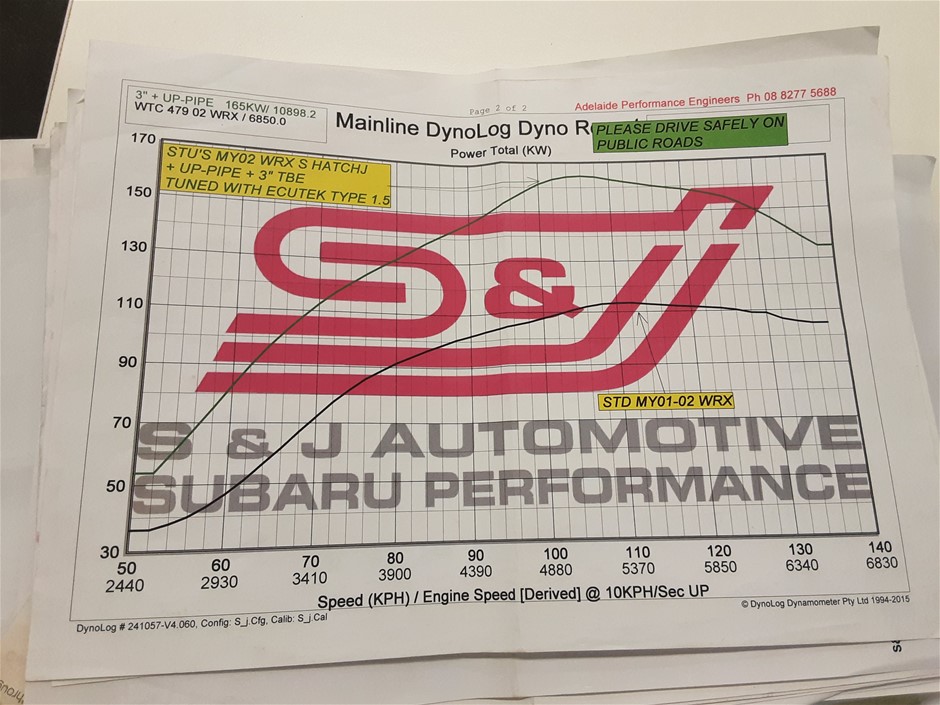 3" + UP-PIPE 165KW/ 10898.2
WTC 479 02 WRX / 6850.0
Page 2 of 2
Adelaide Performance Engineers Ph 08 8277 5688
Mainline DynoLog Dyno R
PLEASE DRIVE SAFELY ON
PUBLIC ROADS
Power Total (KW)
STU'S MY02 WRX S HATCHJ
+ UP-PIPE + 3" TBE
TUNED WITH ECUTEK TYPE 1.5
170
150
130
110
90
70
50
30
S&J
STD MY01-02 WRX
S & J AUTOMOTIVE
SUBARU PERFORMANCE
50 60 70 80 90 100 110 120 130 140
2440 2930 3410 3900 4390 4880 5370 5850 6340 6830
Speed (KPH) / Engine Speed [Derived] @ 10KPH/Sec UP
DynoLog # 241057-V4.060, Config: S_j.Cfg, Calib: S_j.Cal
© DynoLog Dynamometer Pty Ltd 1994-2015